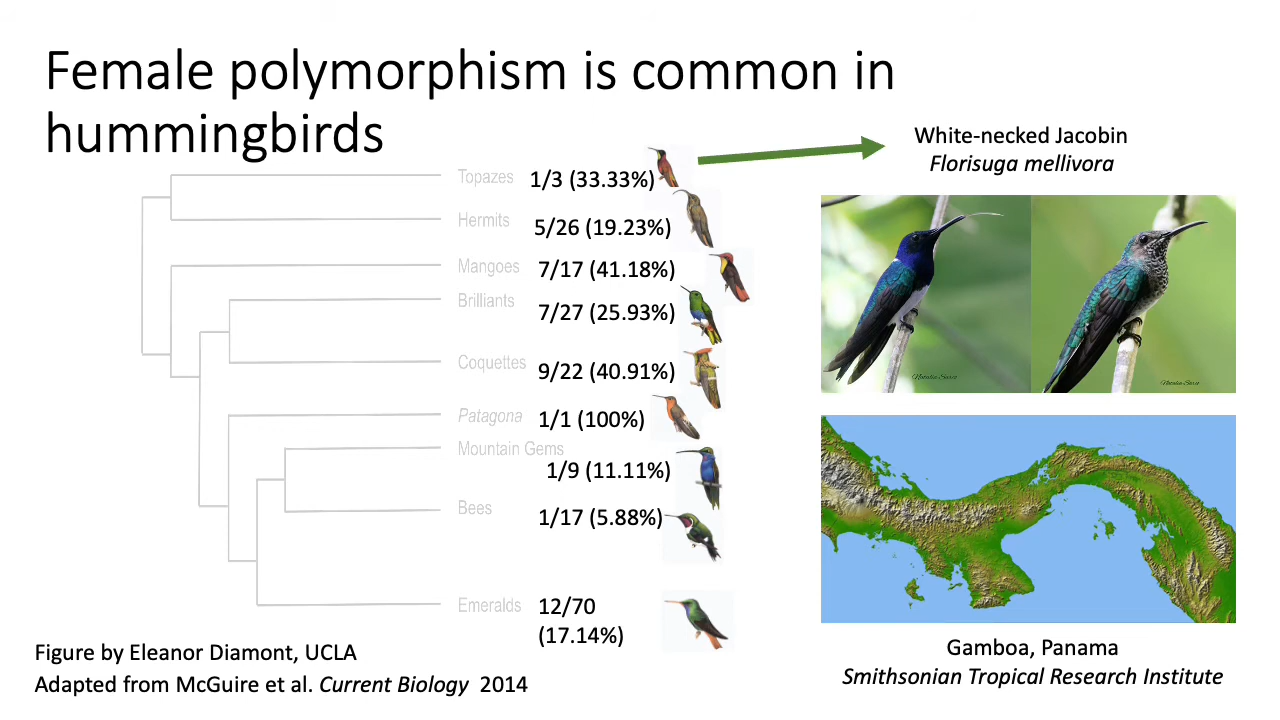 Female polymorphism is common in
hummingbirds
White-necked Jacobin
Florisuga mellivora
Topazes 1/3 (33.33%)
Hermits 5/26 (19.23%)
Mangoes 7/17 (41.18%)
Brilliants 7/27 (25.93%)
Coquettes 9/22 (40.91%)
Patagona 1/1 (100%)
Mountain Gems
1/9 (11.11%)
Bees 1/17 (5.88%)
Emeralds 12/70
(17.14%)
Figure by Eleanor Diamont, UCLA
Adapted from McGuire et al. Current Biology 2014
Gamboa, Panama
Smithsonian Tropical Research Institute